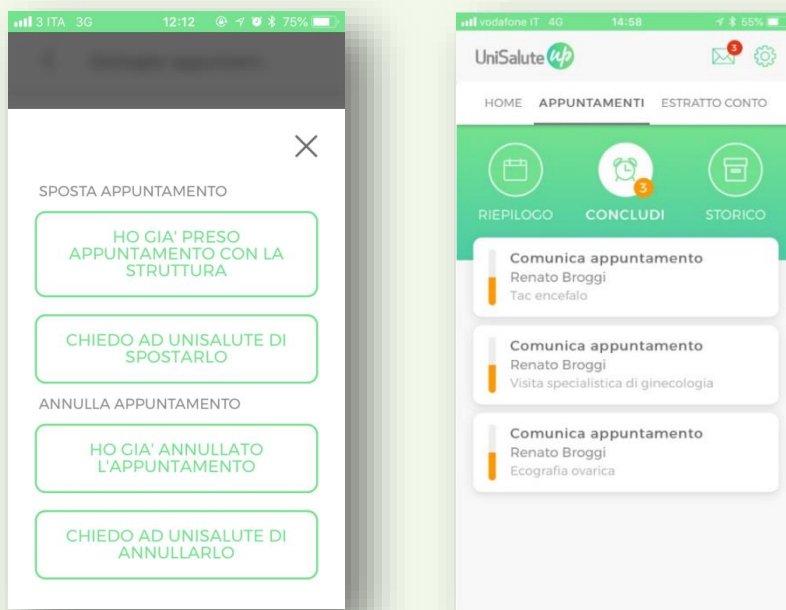 3 ITA 3G 12:12 75%
SPOSTA APPUNTAMENTO
HO GIA' PRESO
APPUNTAMENTO CON LA
STRUTTURA
CHIEDO AD UNISALUTE DI
SPOSTARLO
ANNULLA APPUNTAMENTO
HO GIA' ANNULLATO
L'APPUNTAMENTO
CHIEDO AD UNISALUTE DI
ANNULLARLO
vodafone IT 4G 14:58 55%
UniSalute up 3
HOME APPUNTAMENTI ESTRATTO CONTO
3
RIEPILOGO CONCLUDI STORICO
Comunica appuntamento
Renato Broggi
Tac encefalo
Comunica appuntamento
Renato Broggi
Visita specialistica di ginecologia
Comunica appuntamento
Renato Broggi
Ecografia ovarica